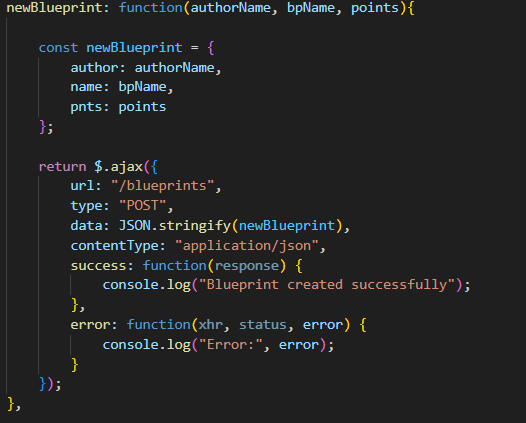 newBlueprint: function(authorName, bpName, points){
const newBlueprint = {
author: authorName,
name: bpName,
pnts: points
};
return $.ajax({
url: "/blueprints",
type: "POST",
data: JSON.stringify(newBlueprint),
contentType: "application/json",
success: function(response) {
console.log("Blueprint created successfully");
},
error: function(xhr, status, error) {
console.log("Error:", error);
}
});
},